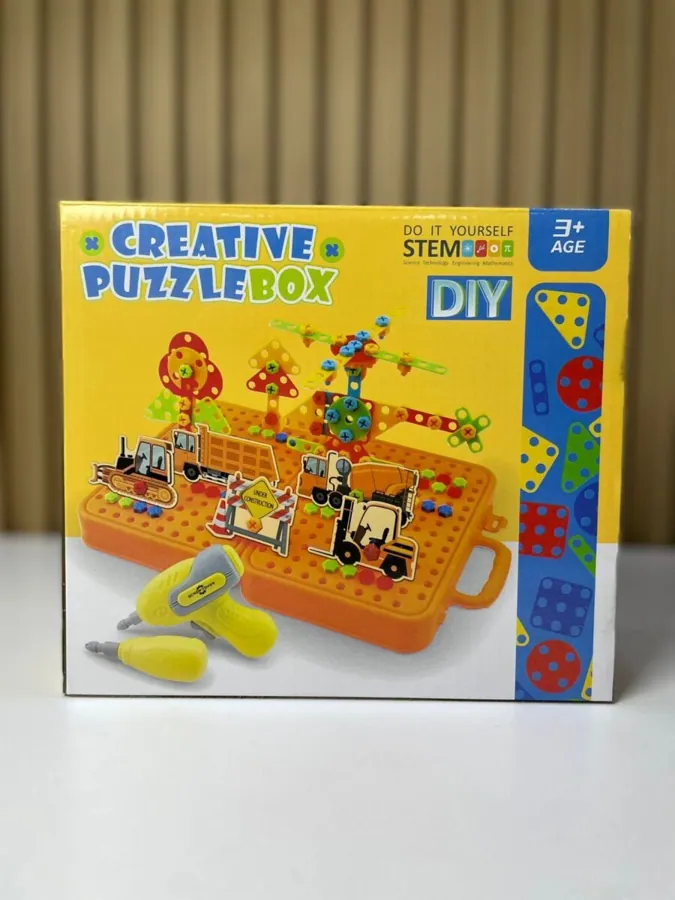 CREATIVE
PUZZLEBOX
DO IT YOURSELF
STEM
Science Technology Engineering Mathematics
DIY
3+
AGE
UNDER
CONSTRUCTION